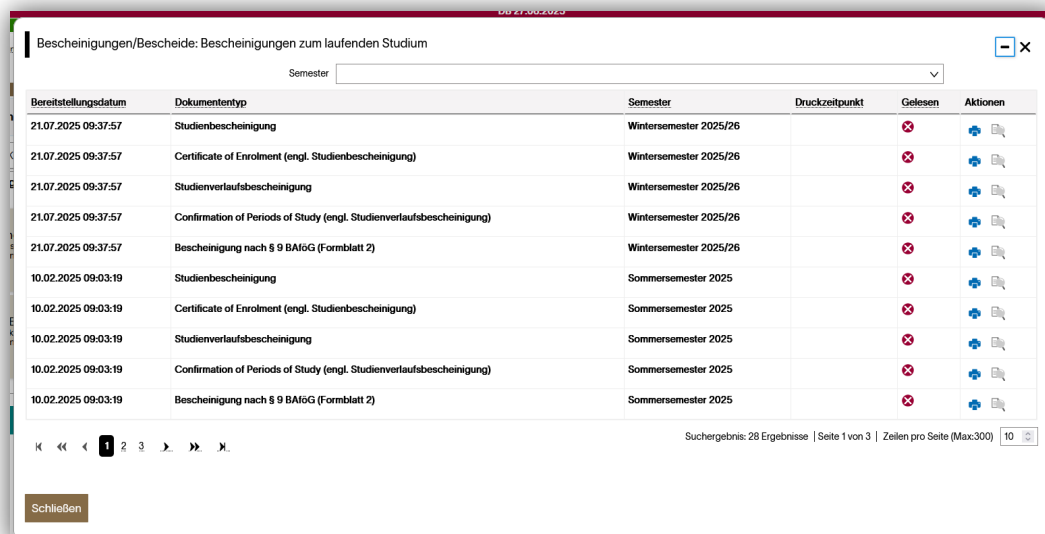 DB 27.06.2025
Bescheinigungen/Bescheide: Bescheinigungen zum laufenden Studium
Semester
Bereitstellungsdatum Dokumententyp Semester Druckzeitpunkt Gelesen Aktionen
21.07.2025 09:37:57 Studienbescheinigung Wintersemester 2025/26
21.07.2025 09:37:57 Certificate of Enrolment (engl. Studienbescheinigung) Wintersemester 2025/26
21.07.2025 09:37:57 Studienverlaufsbescheinigung Wintersemester 2025/26
21.07.2025 09:37:57 Confirmation of Periods of Study (engl. Studienverlaufsbescheinigung) Wintersemester 2025/26
21.07.2025 09:37:57 Bescheinigung nach § 9 BAföG (Formblatt 2) Wintersemester 2025/26
10.02.2025 09:03:19 Studienbescheinigung Sommersemester 2025
10.02.2025 09:03:19 Certificate of Enrolment (engl. Studienbescheinigung) Sommersemester 2025
10.02.2025 09:03:19 Studienverlaufsbescheinigung Sommersemester 2025
10.02.2025 09:03:19 Confirmation of Periods of Study (engl. Studienverlaufsbescheinigung) Sommersemester 2025
10.02.2025 09:03:19 Bescheinigung nach § 9 BAföG (Formblatt 2) Sommersemester 2025
1 2 3 Suchergebnis: 28 Ergebnisse | Seite 1 von 3 | Zeilen pro Seite (Max:300) 10
Schließen